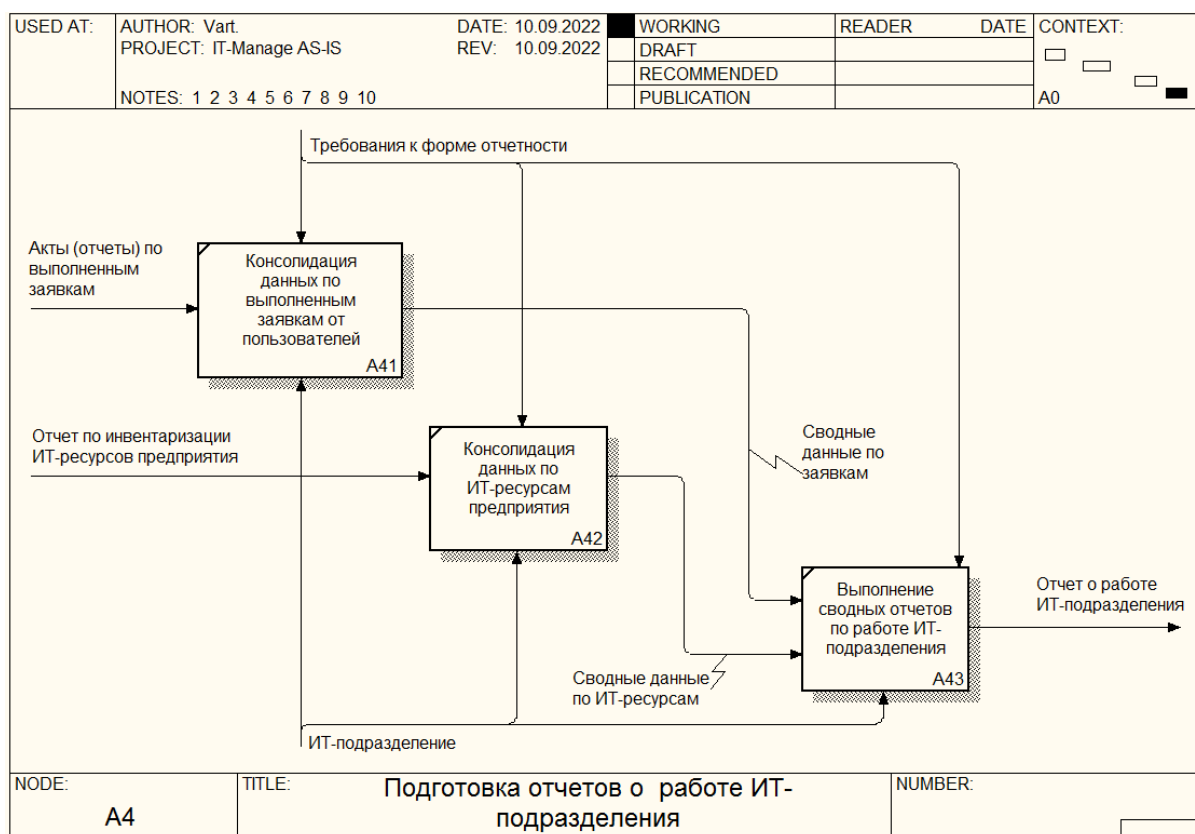 USED AT:
AUTHOR: Vart.
DATE: 10.09.2022
PROJECT: IT-Manage AS-IS
REV: 10.09.2022
NOTES: 1 2 3 4 5 6 7 8 9 10
WORKING
DRAFT
RECOMMENDED
PUBLICATION
READER
DATE
CONTEXT:
A0
Требования к форме отчетности
Акты (отчеты) по
выполненным
заявкам
Консолидация
данных по
выполненным
заявкам от
пользователей
A41
Отчет по инвентаризации
ИТ-ресурсов предприятия
Консолидация
данных по
ИТ-ресурсам
предприятия
A42
Сводные
данные по
заявкам
Выполнение
сводных отчетов
по работе ИТ-
подразделения
A43
Отчет о работе
ИТ-подразделения
Сводные данные
по ИТ-ресурсам
ИТ-подразделение
NODE:
A4
TITLE:
Подготовка отчетов о работе ИТ-
подразделения
NUMBER: